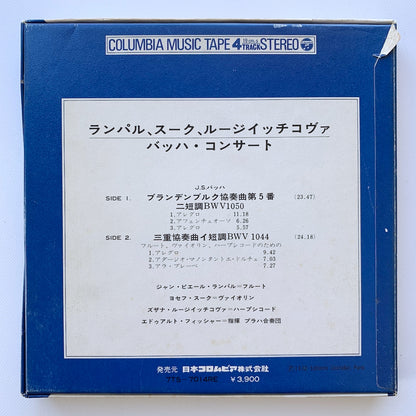 COLUMBIA MUSIC TAPE 4 TRACK STEREO
ランパル、スーク、ルージイッチコヴァ
バッハ・コンサート
J.S.バッハ
SIDE 1. ブランデンブルク協奏曲第5番 (23.47)
ニ短調BWV1050
1.アレグロ 11.18
2.アフェッチュオーソ 6.26
3.アレグロ 5.57
SIDE 2. 三重協奏曲イ短調BWV 1044 (24.18)
フルート、ヴァイオリン、ハープシコードのための
1.アレグロ 9.42
2.アダージオ・マ・ノンタント・エ・ドルチェ 7.03
3.アラ・ブレーベ 7.27
ジャン・ピエール・ランパル＝フルート
ヨセフ・スーク＝ヴァイオリン
ズザナ・ルージイッチコヴァ＝ハープシコード
エドゥアルト・フィッシャー＝指揮 プラハ合奏団
発売元 日本コロムビア株式会社
7TS-7014RE ¥3,900